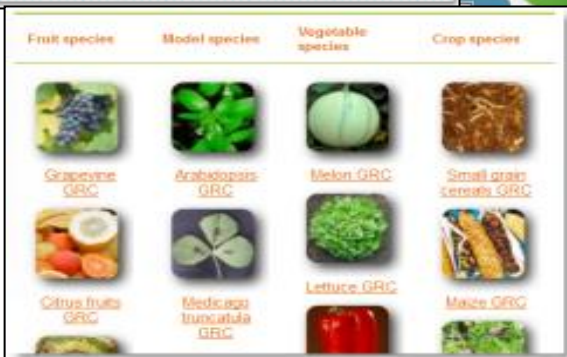 Fruit species
Model species
Vegetable
species
Crop species
Grapevine
GRC
Arabidopsis
GRC
Melon GRC
Small grain
cereals GRC
Citrus fruits
GRC
Medicago
truncatula
GRC
Lettuce GRC
Maize GRC